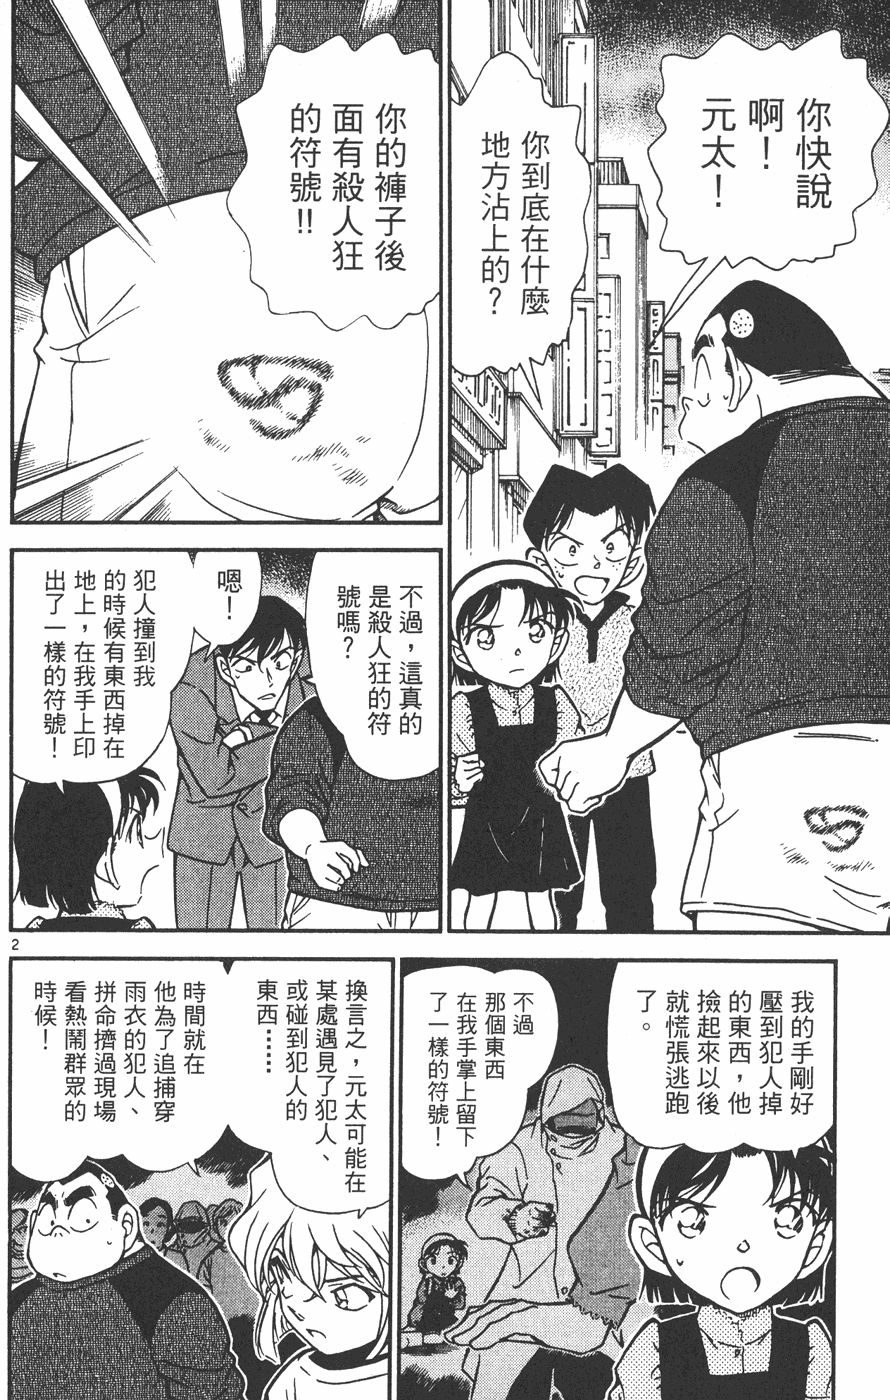 你快說
啊！
元太！
你到底在什麼
地方沾上的？
你的褲子後
面有殺人狂
的符號!!
不過，這真的
是殺人狂的符
號嗎？
嗯！
犯人撞到我
的時候有東西掉在
地上，在我手上印
出了一樣的符號！
2
我的手剛好
壓到犯人掉
的東西，他
撿起來以後
就慌張逃跑
了。
不過
那個東西
在我手掌上留下
了一樣的符號！
換言之，元太可能在
某處遇見了犯人、
或碰到犯人的
東西……
時間就在
他為了追捕穿
雨衣的犯人、
拼命擠過現場
看熱鬧群眾的
時候！